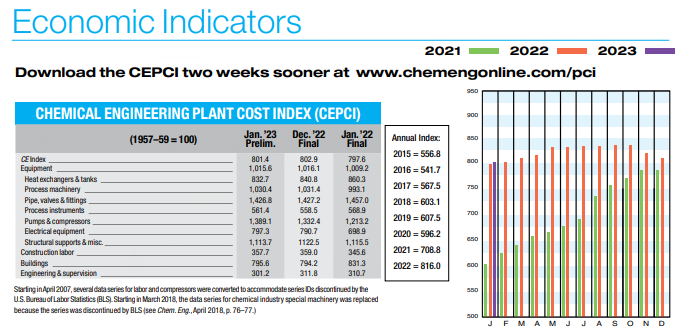 Economic Indicators
2021 2022 2023
Download the CEPCI two weeks sooner at www.chemengonline.com/pci
CHEMICAL ENGINEERING PLANT COST INDEX (CEPCI)
(1957–59 = 100) Jan. '23 Prelim. Dec. '22 Final Jan. '22 Final
CE Index 801.4 802.9 797.6
Equipment 1,015.6 1,016.1 1,009.2
Heat exchangers & tanks 832.7 840.8 860.3
Process machinery 1,030.4 1,031.4 993.1
Pipe, valves & fittings 1,426.8 1,427.2 1,457.0
Process instruments 561.4 558.5 568.9
Pumps & compressors 1,389.1 1,332.4 1,213.2
Electrical equipment 797.3 790.7 698.9
Structural supports & misc. 1,113.7 1122.5 1,115.5
Construction labor 357.7 359.0 345.6
Buildings 795.6 794.2 831.3
Engineering & supervision 301.2 311.8 310.7
Starting in April 2007, several data series for labor and compressors were converted to accommodate series IDs discontinued by the
U.S. Bureau of Labor Statistics (BLS). Starting in March 2018, the data series for chemical industry special machinery was replaced
because the series was discontinued by BLS (see Chem. Eng., April 2018, p. 76–77.)
Annual Index:
2015 = 556.8
2016 = 541.7
2017 = 567.5
2018 = 603.1
2019 = 607.5
2020 = 596.2
2021 = 708.8
2022 = 816.0
950
900
850
800
750
700
650
600
550
500
J F M A M J J A S O N D